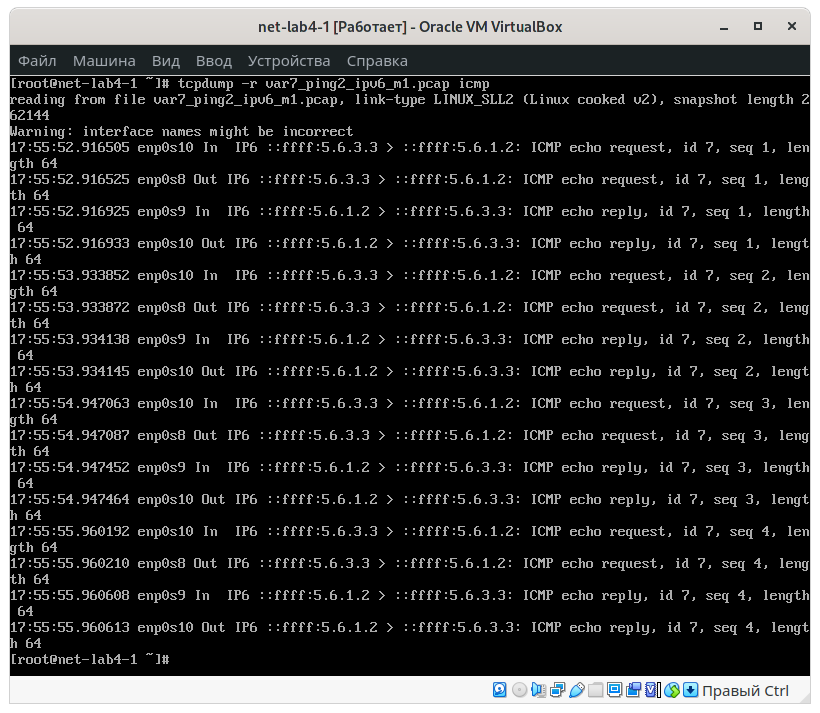 net-lab4-1 [Работает] - Oracle VM VirtualBox
Файл Машина Вид Ввод Устройства Справка
[root@net-lab4-1 ~]# tcpdump -r var7_ping2_ipv6_m1.pcap icmp
reading from file var7_ping2_ipv6_m1.pcap, link-type LINUX_SLL2 (Linux cooked v2), snapshot length 2
62144
Warning: interface names might be incorrect
17:55:52.916505 enp0s10 In  IP6 ::ffff:5.6.3.3 > ::ffff:5.6.1.2: ICMP echo request, id 7, seq 1, len
gth 64
17:55:52.916525 enp0s8 Out IP6 ::ffff:5.6.3.3 > ::ffff:5.6.1.2: ICMP echo request, id 7, seq 1, leng
th 64
17:55:52.916925 enp0s9 In  IP6 ::ffff:5.6.1.2 > ::ffff:5.6.3.3: ICMP echo reply, id 7, seq 1, length
 64
17:55:52.916933 enp0s10 Out IP6 ::ffff:5.6.1.2 > ::ffff:5.6.3.3: ICMP echo reply, id 7, seq 1, lengt
h 64
17:55:53.933852 enp0s10 In  IP6 ::ffff:5.6.3.3 > ::ffff:5.6.1.2: ICMP echo request, id 7, seq 2, len
gth 64
17:55:53.933872 enp0s8 Out IP6 ::ffff:5.6.3.3 > ::ffff:5.6.1.2: ICMP echo request, id 7, seq 2, leng
th 64
17:55:53.934138 enp0s9 In  IP6 ::ffff:5.6.1.2 > ::ffff:5.6.3.3: ICMP echo reply, id 7, seq 2, length
 64
17:55:53.934145 enp0s10 Out IP6 ::ffff:5.6.1.2 > ::ffff:5.6.3.3: ICMP echo reply, id 7, seq 2, lengt
h 64
17:55:54.947063 enp0s10 In  IP6 ::ffff:5.6.3.3 > ::ffff:5.6.1.2: ICMP echo request, id 7, seq 3, len
gth 64
17:55:54.947087 enp0s8 Out IP6 ::ffff:5.6.3.3 > ::ffff:5.6.1.2: ICMP echo request, id 7, seq 3, leng
th 64
17:55:54.947452 enp0s9 In  IP6 ::ffff:5.6.1.2 > ::ffff:5.6.3.3: ICMP echo reply, id 7, seq 3, length
 64
17:55:54.947464 enp0s10 Out IP6 ::ffff:5.6.1.2 > ::ffff:5.6.3.3: ICMP echo reply, id 7, seq 3, lengt
h 64
17:55:55.960192 enp0s10 In  IP6 ::ffff:5.6.3.3 > ::ffff:5.6.1.2: ICMP echo request, id 7, seq 4, len
gth 64
17:55:55.960210 enp0s8 Out IP6 ::ffff:5.6.3.3 > ::ffff:5.6.1.2: ICMP echo request, id 7, seq 4, leng
th 64
17:55:55.960608 enp0s9 In  IP6 ::ffff:5.6.1.2 > ::ffff:5.6.3.3: ICMP echo reply, id 7, seq 4, length
 64
17:55:55.960613 enp0s10 Out IP6 ::ffff:5.6.1.2 > ::ffff:5.6.3.3: ICMP echo reply, id 7, seq 4, lengt
h 64
[root@net-lab4-1 ~]#
Правый Ctrl